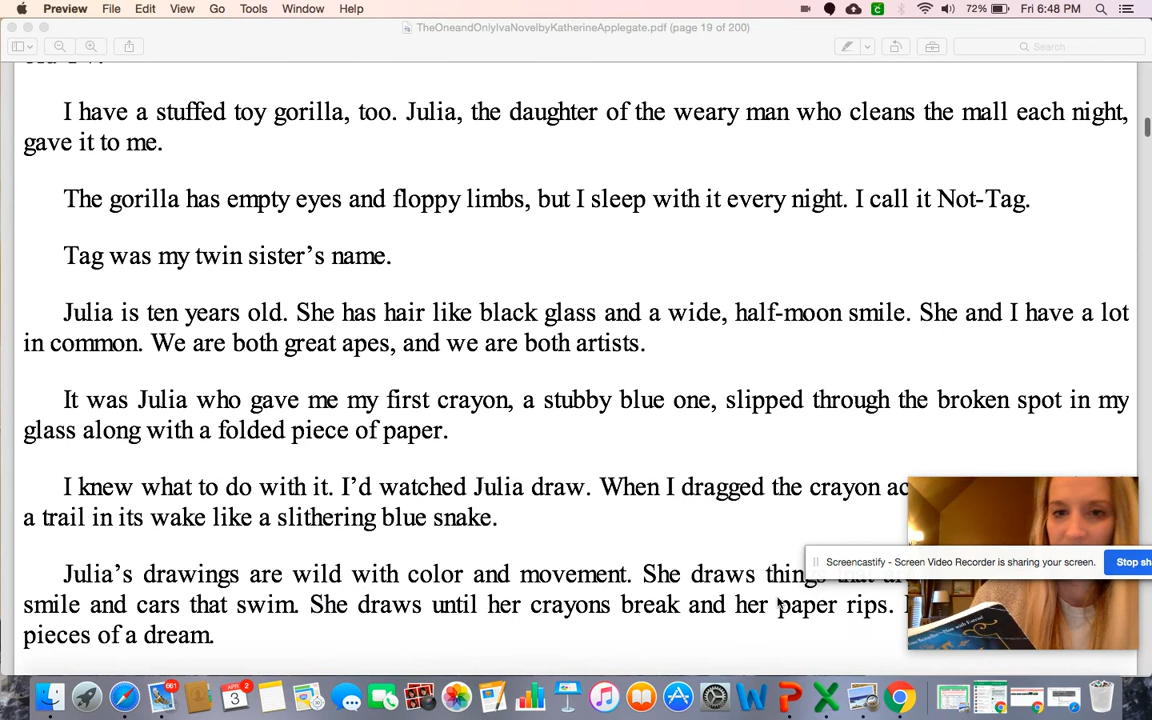 Preview File Edit View Go Tools Window Help 72% Fri 6:48 PM
TheOneandOnlyIvaNovelbyKatherineApplegate.pdf (page 19 of 200)
Search
I have a stuffed toy gorilla, too. Julia, the daughter of the weary man who cleans the mall each night,
gave it to me.
The gorilla has empty eyes and floppy limbs, but I sleep with it every night. I call it Not-Tag.
Tag was my twin sister’s name.
Julia is ten years old. She has hair like black glass and a wide, half-moon smile. She and I have a lot
in common. We are both great apes, and we are both artists.
It was Julia who gave me my first crayon, a stubby blue one, slipped through the broken spot in my
glass along with a folded piece of paper.
I knew what to do with it. I’d watched Julia draw. When I dragged the crayon ac
a trail in its wake like a slithering blue snake.
Screencastify - Screen Video Recorder is sharing your screen. Stop sh
Julia’s drawings are wild with color and movement. She draws things that
smile and cars that swim. She draws until her crayons break and her paper rips.
pieces of a dream.
661
APR 2
3